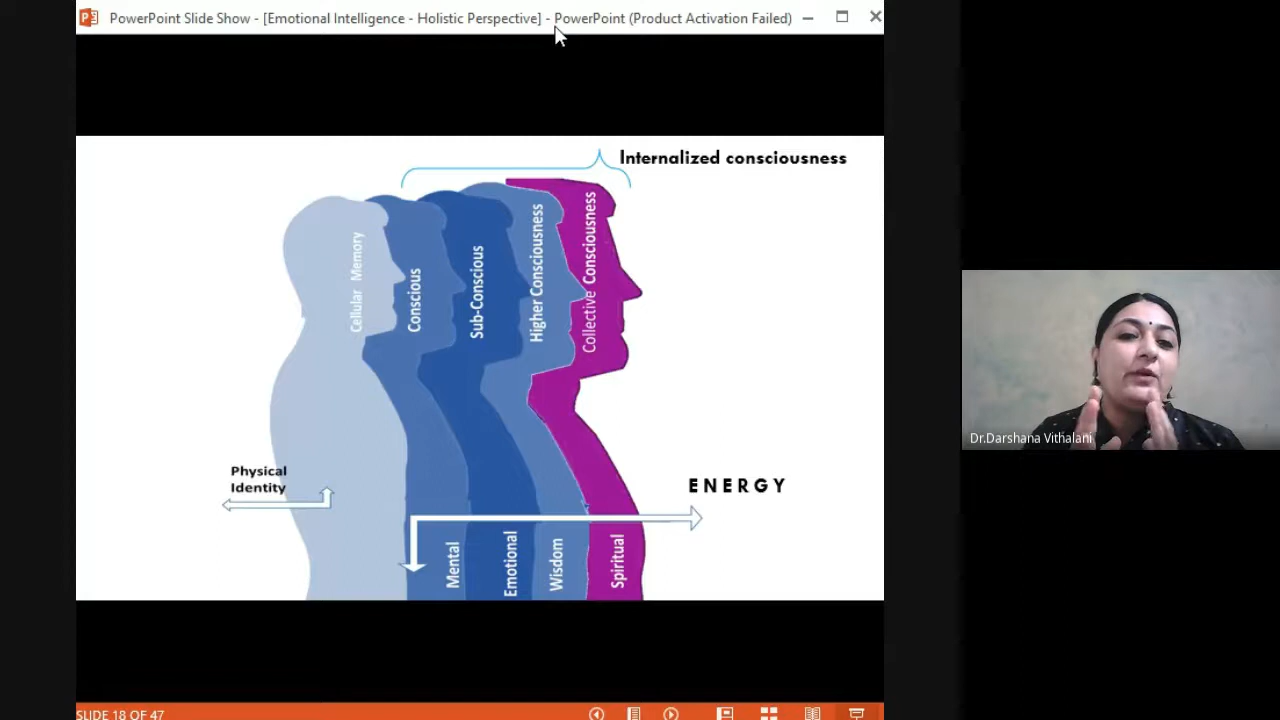 PowerPoint Slide Show - [Emotional Intelligence - Holistic Perspective] - PowerPoint (Product Activation Failed)
Internalized consciousness
Cellular Memory
Conscious
Sub-Conscious
Higher Consciousness
Collective Consciousness
Physical
Identity
ENERGY
Mental
Emotional
Wisdom
Spiritual
Dr.Darshana Vithalani
SLIDE 18 OF 47